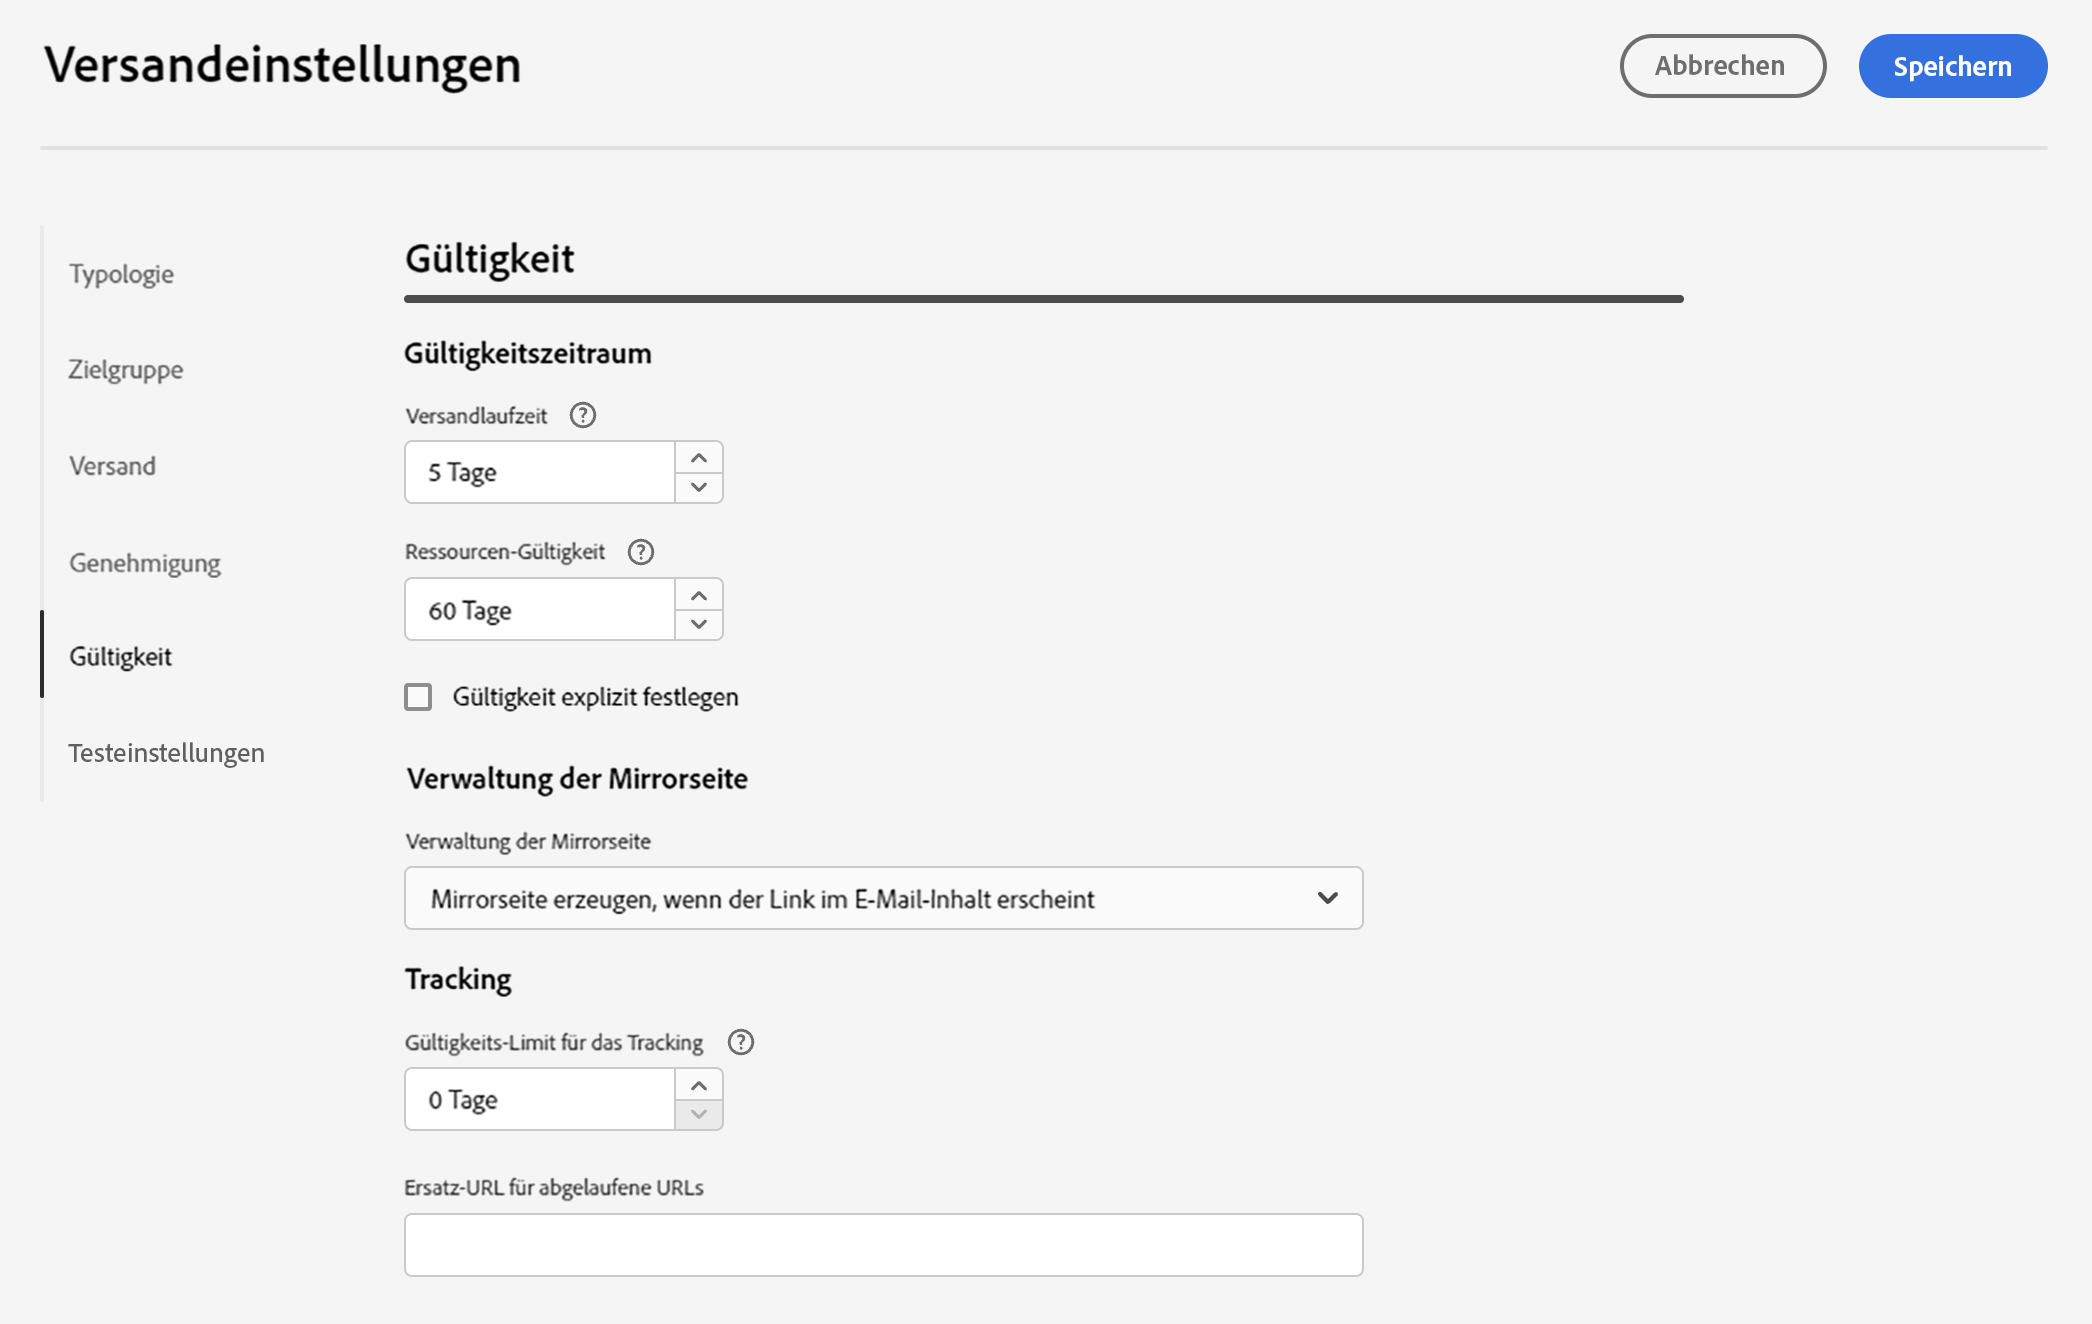 Versandeinstellungen
Abbrechen
Speichern
Typologie
Zielgruppe
Versand
Genehmigung
Gültigkeit
Testeinstellungen
Gültigkeit
Gültigkeitszeitraum
Versandlaufzeit
5 Tage
Ressourcen-Gültigkeit
60 Tage
Gültigkeit explizit festlegen
Verwaltung der Mirrorseite
Verwaltung der Mirrorseite
Mirrorseite erzeugen, wenn der Link im E-Mail-Inhalt erscheint
Tracking
Gültigkeits-Limit für das Tracking
0 Tage
Ersatz-URL für abgelaufene URLs